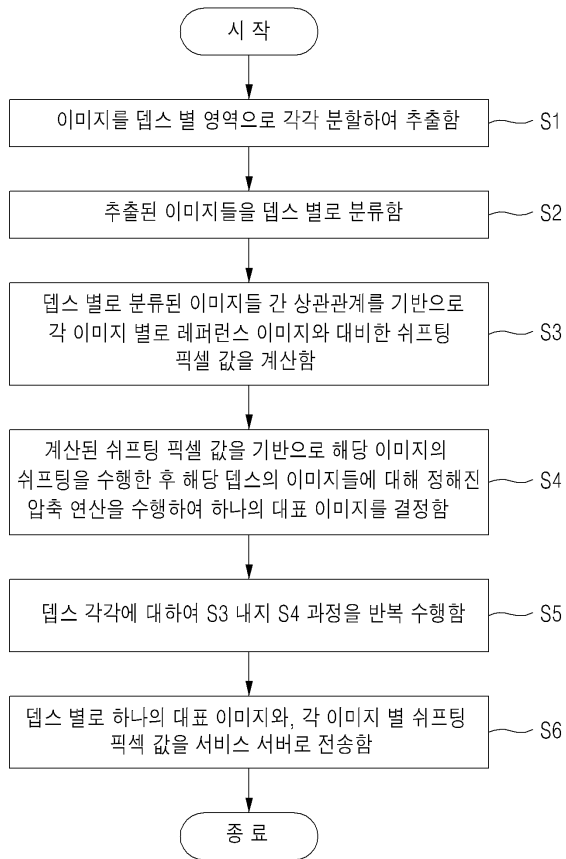 시 작
이미지를 뎁스 별 영역으로 각각 분할하여 추출함
S1
추출된 이미지들을 뎁스 별로 분류함
S2
뎁스 별로 분류된 이미지들 간 상관관계를 기반으로
각 이미지 별로 레퍼런스 이미지와 대비한 쉬프팅
픽셀 값을 계산함
S3
계산된 쉬프팅 픽셀 값을 기반으로 해당 이미지의
쉬프팅을 수행한 후 해당 뎁스의 이미지들에 대해 정해진
압축 연산을 수행하여 하나의 대표 이미지를 결정함
S4
뎁스 각각에 대하여 S3 내지 S4 과정을 반복 수행함
S5
뎁스 별로 하나의 대표 이미지와, 각 이미지 별 쉬프팅
픽섹 값을 서비스 서버로 전송함
S6
종 료